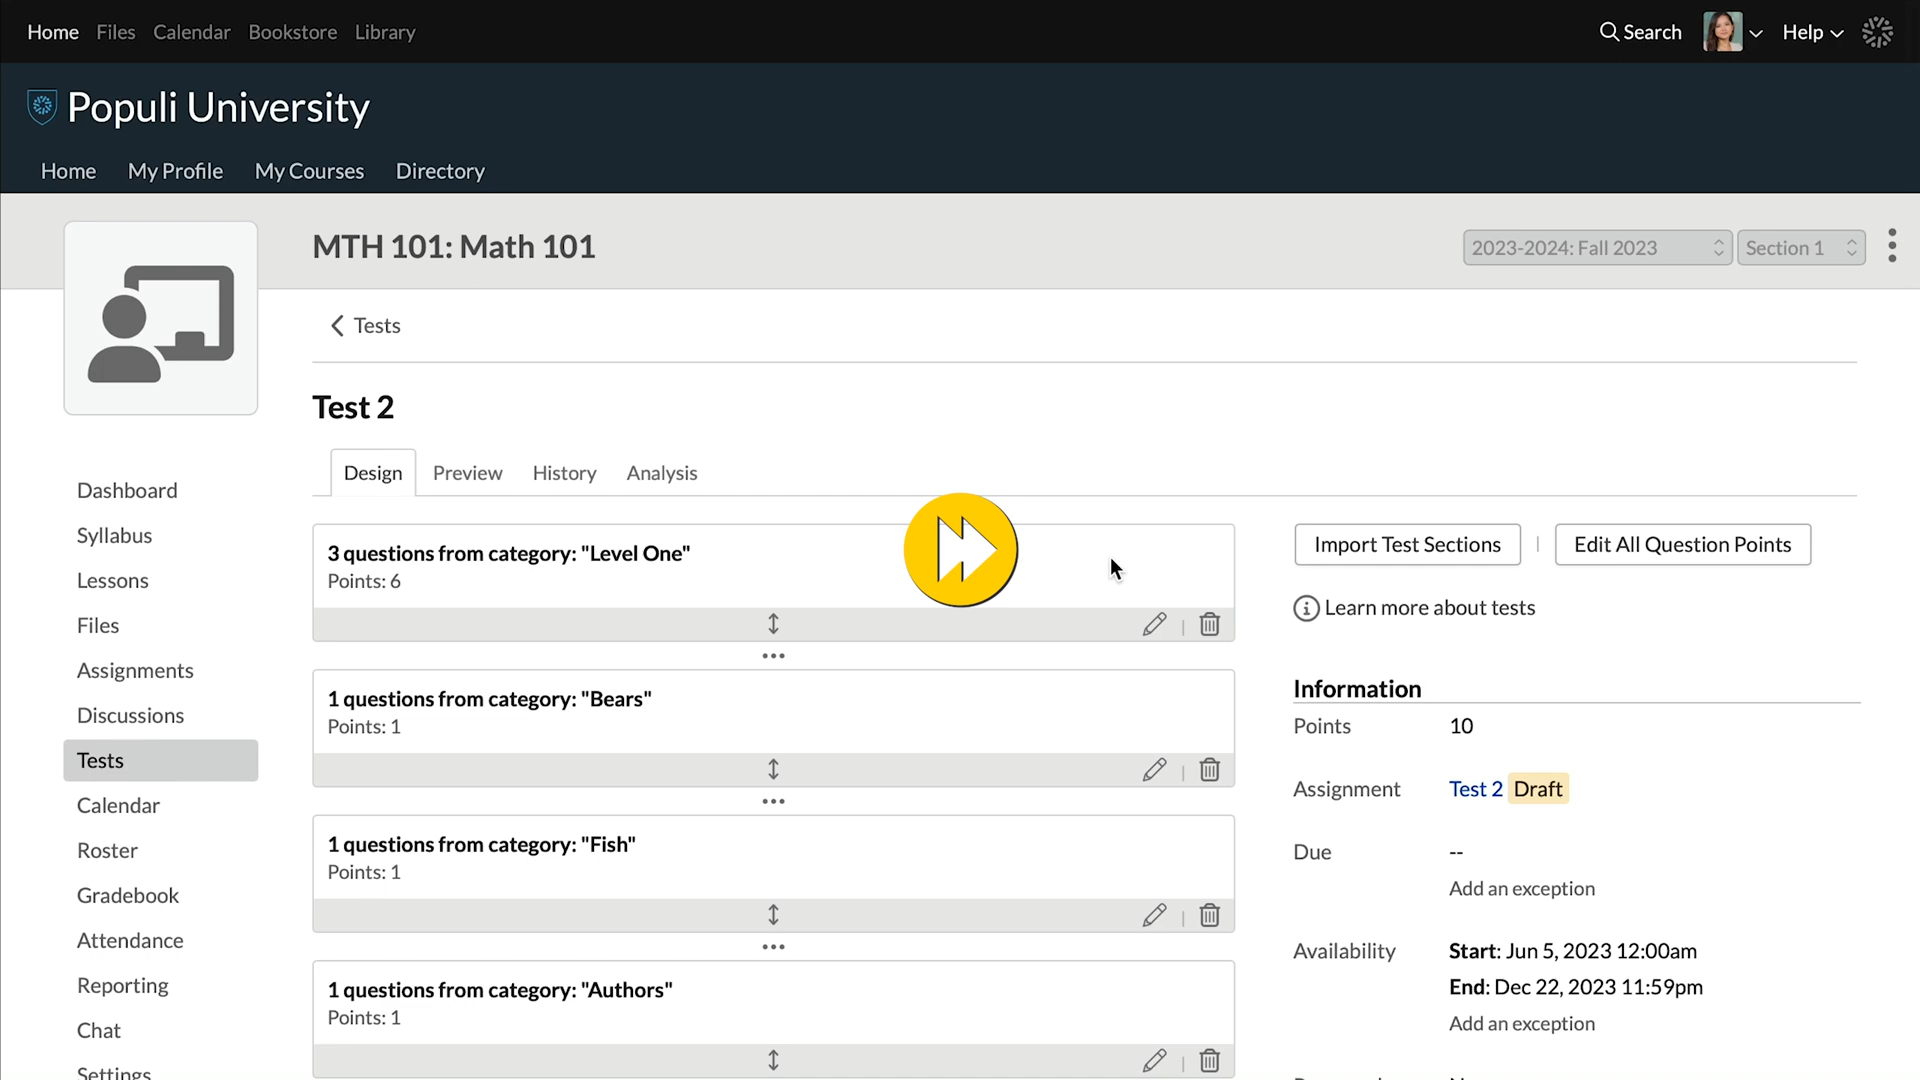 Home Files Calendar Bookstore Library Search Help
Populi University
Home My Profile My Courses Directory
MTH 101: Math 101 2023-2024: Fall 2023 Section 1
Tests
Test 2
Design Preview History Analysis
Dashboard
Syllabus
Lessons
Files
Assignments
Discussions
Tests
Calendar
Roster
Gradebook
Attendance
Reporting
Chat
Settings
3 questions from category: "Level One"
Points: 6
1 questions from category: "Bears"
Points: 1
1 questions from category: "Fish"
Points: 1
1 questions from category: "Authors"
Points: 1
Import Test Sections | Edit All Question Points
Learn more about tests
Information
Points 10
Assignment Test 2 Draft
Due --
Add an exception
Availability Start: Jun 5, 2023 12:00am
End: Dec 22, 2023 11:59pm
Add an exception